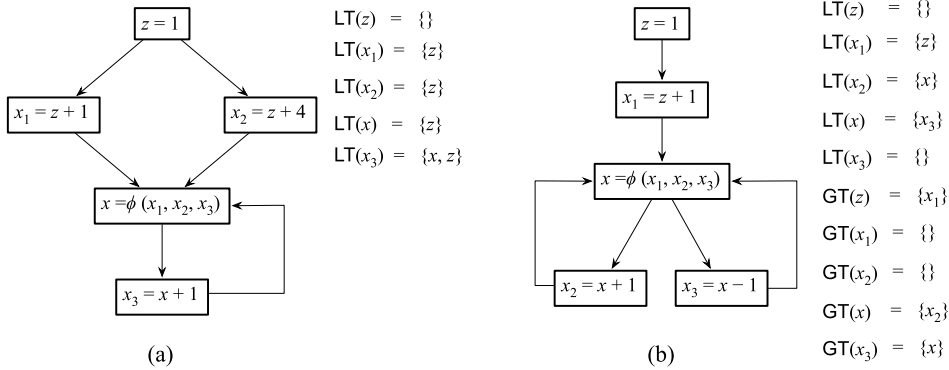 z = 1
x₁ = z + 1
x₂ = z + 4
x =ϕ (x₁, x₂, x₃)
x₃ = x + 1
(a)
LT(z) = {}
LT(x₁) = {z}
LT(x₂) = {z}
LT(x) = {z}
LT(x₃) = {x, z}
z = 1
x₁ = z + 1
x =ϕ (x₁, x₂, x₃)
x₂ = x + 1
x₃ = x − 1
(b)
LT(z) = {}
LT(x₁) = {z}
LT(x₂) = {x}
LT(x) = {x₃}
LT(x₃) = {}
GT(z) = {x₁}
GT(x₁) = {}
GT(x₂) = {}
GT(x) = {x₂}
GT(x₃) = {x}